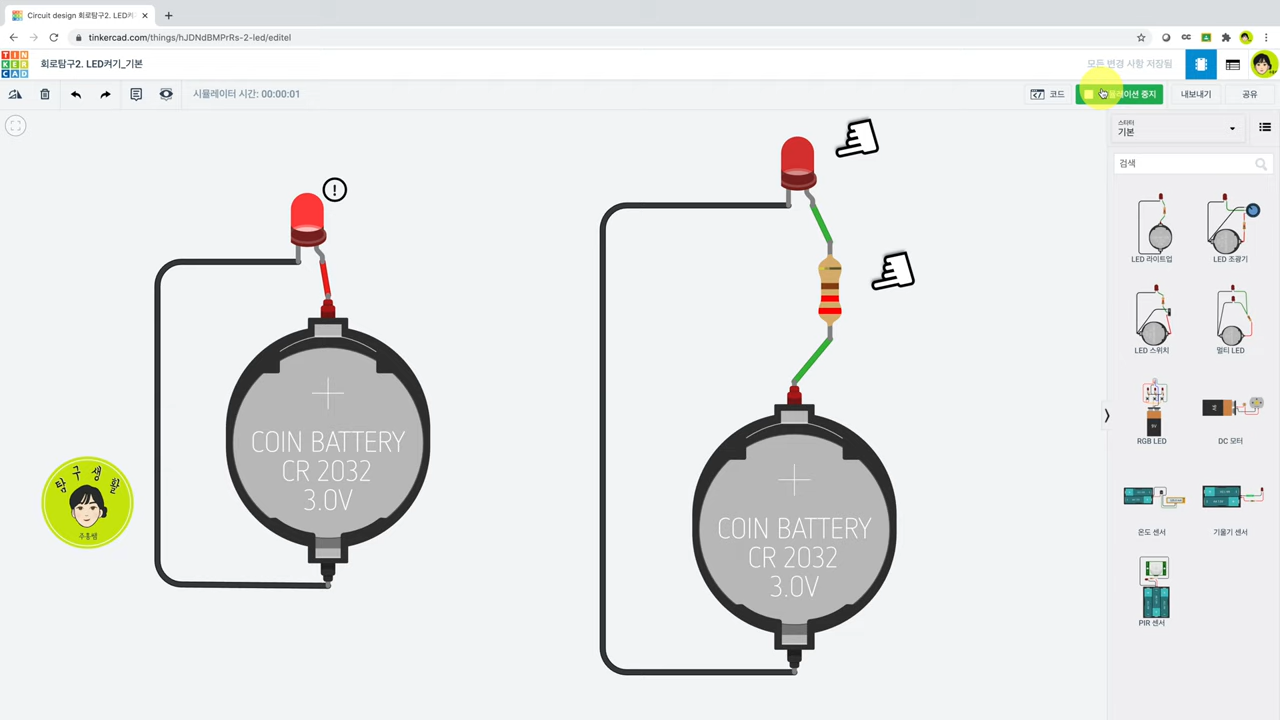 Circuit design 회로탐구2. LED켜
tinkercad.com/things/hJDNdBMPrRs-2-led/editel
TIN
KER
CAD
회로탐구2. LED켜기_기본
모든 변경 사항 저장됨
시뮬레이터 시간: 00:00:01
코드
레이션 중지
내보내기
공유
스타터
기본
검색
LED 라이트업
LED 조광기
LED 스위치
멀티 LED
RGB LED
DC 모터
온도 센서
기울기 센서
PIR 센서
!
COIN BATTERY
CR 2032
3.0V
COIN BATTERY
CR 2032
3.0V
탐구생활
주홍쌤